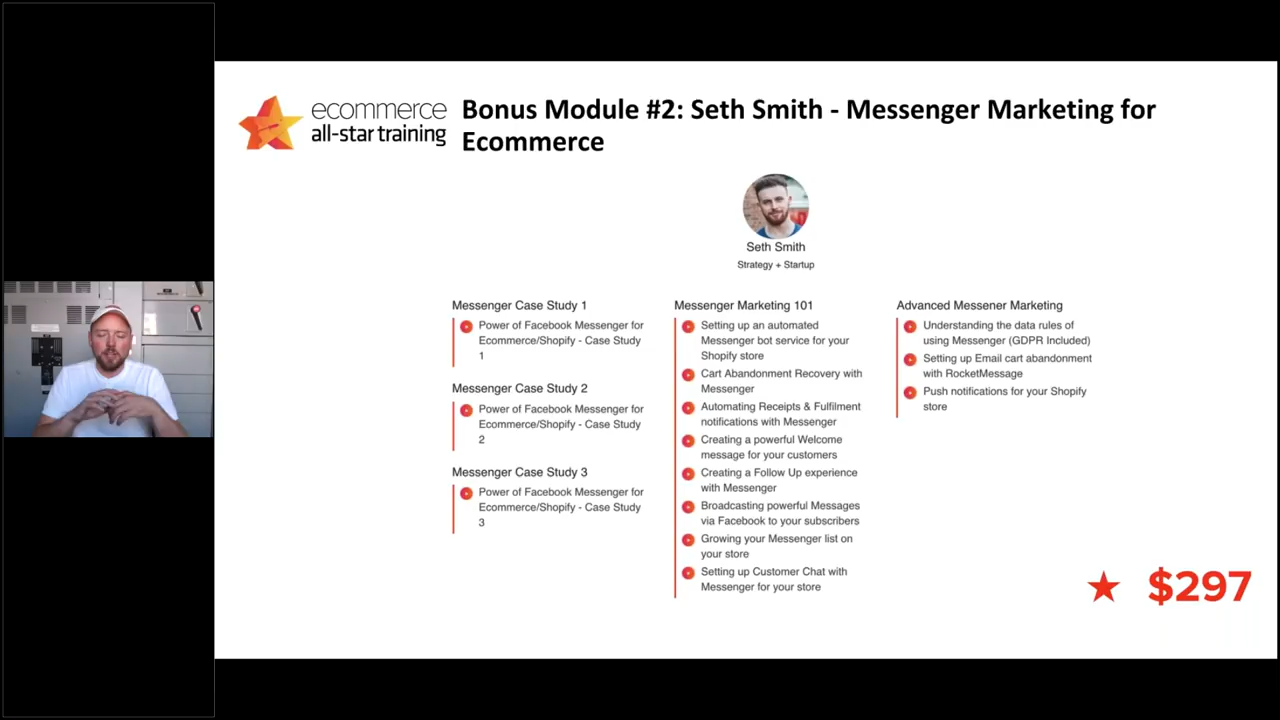 ecommerce
all-star training
Bonus Module #2: Seth Smith - Messenger Marketing for
Ecommerce
Seth Smith
Strategy + Startup
Messenger Case Study 1
Power of Facebook Messenger for
Ecommerce/Shopify - Case Study
1
Messenger Case Study 2
Power of Facebook Messenger for
Ecommerce/Shopify - Case Study
2
Messenger Case Study 3
Power of Facebook Messenger for
Ecommerce/Shopify - Case Study
3
Messenger Marketing 101
Setting up an automated
Messenger bot service for your
Shopify store
Cart Abandonment Recovery with
Messenger
Automating Receipts & Fulfilment
notifications with Messenger
Creating a powerful Welcome
message for your customers
Creating a Follow Up experience
with Messenger
Broadcasting powerful Messages
via Facebook to your subscribers
Growing your Messenger list on
your store
Setting up Customer Chat with
Messenger for your store
Advanced Messener Marketing
Understanding the data rules of
using Messenger (GDPR Included)
Setting up Email cart abandonment
with RocketMessage
Push notifications for your Shopify
store
$297